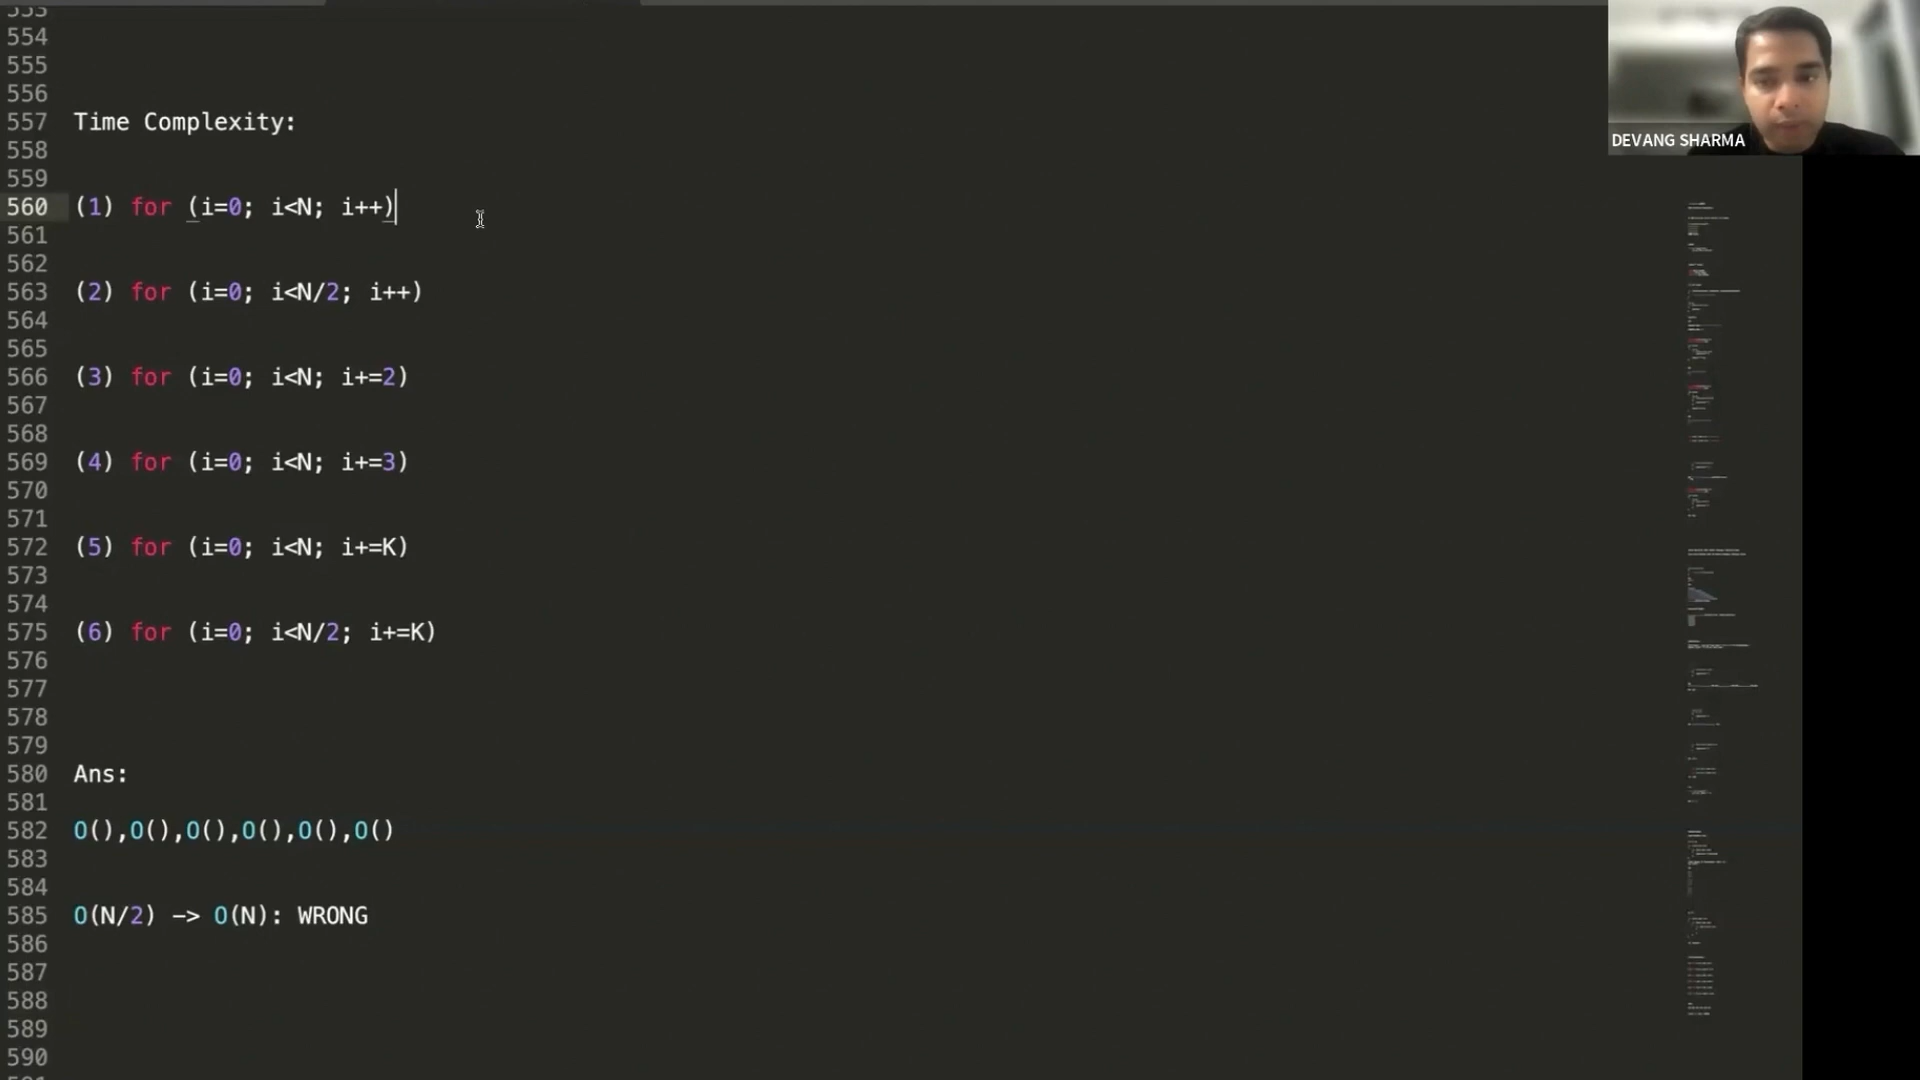 553
554
555
556
557 Time Complexity:
558
559
560 (1) for (i=0; i<N; i++)
561
562
563 (2) for (i=0; i<N/2; i++)
564
565
566 (3) for (i=0; i<N; i+=2)
567
568
569 (4) for (i=0; i<N; i+=3)
570
571
572 (5) for (i=0; i<N; i+=K)
573
574
575 (6) for (i=0; i<N/2; i+=K)
576
577
578
579
580 Ans:
581
582 O(),O(),O(),O(),O(),O()
583
584
585 O(N/2) —> O(N): WRONG
586
587
588
589
590
DEVANG SHARMA